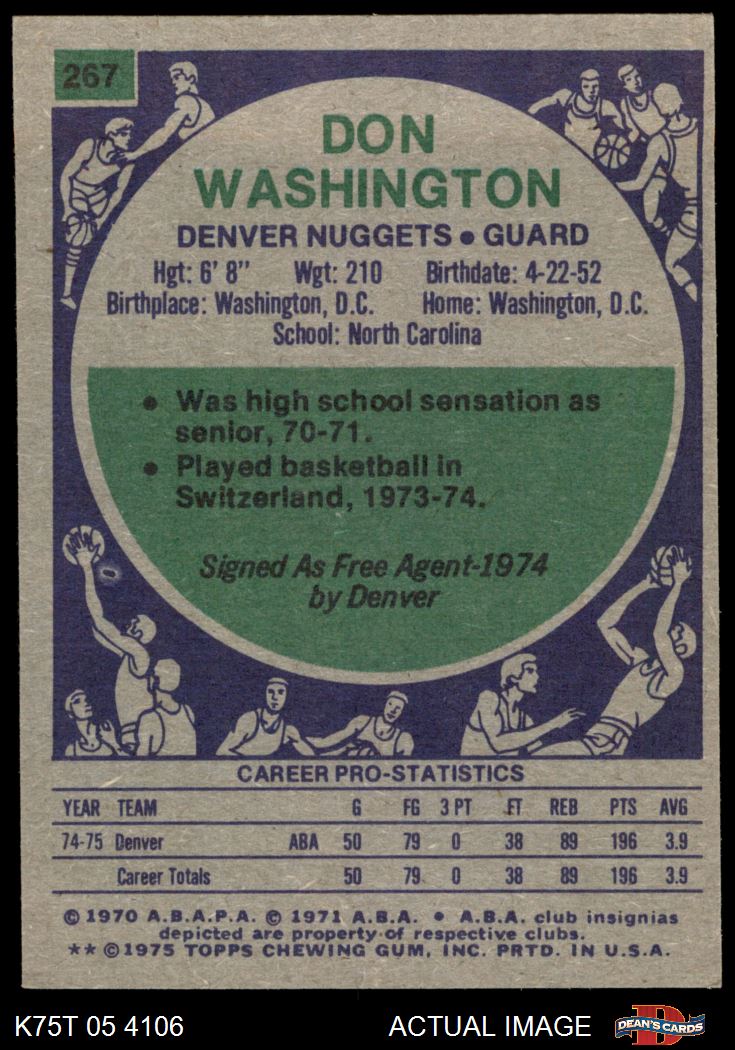 267
DON
WASHINGTON
DENVER NUGGETS • GUARD
Hgt: 6' 8" Wgt: 210 Birthdate: 4-22-52
Birthplace: Washington, D.C. Home: Washington, D.C.
School: North Carolina
• Was high school sensation as
senior, 70-71.
• Played basketball in
Switzerland, 1973-74.
Signed As Free Agent-1974
by Denver
CAREER PRO-STATISTICS
YEAR TEAM G FG 3 PT FT REB PTS AVG
74-75 Denver ABA 50 79 0 38 89 196 3.9
Career Totals 50 79 0 38 89 196 3.9
© 1970 A.B.A.P.A. © 1971 A.B.A. • A.B.A. club insignias
depicted are property of respective clubs.
** © 1975 TOPPS CHEWING GUM, INC. PRTD. IN U.S.A.
K75T 05 4106 ACTUAL IMAGE D DEAN'S CARDS